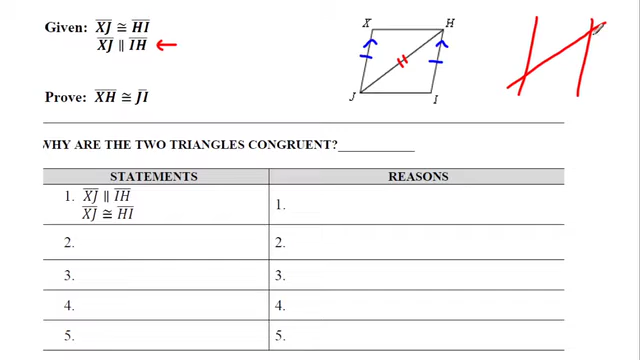 Given: XJ ≅ HI
XJ ∥ IH
Prove: XH ≅ JI
X H
J I
WHY ARE THE TWO TRIANGLES CONGRUENT?
STATEMENTS REASONS
1. XJ ∥ IH 1.
XJ ≅ HI
2. 2.
3. 3.
4. 4.
5. 5.